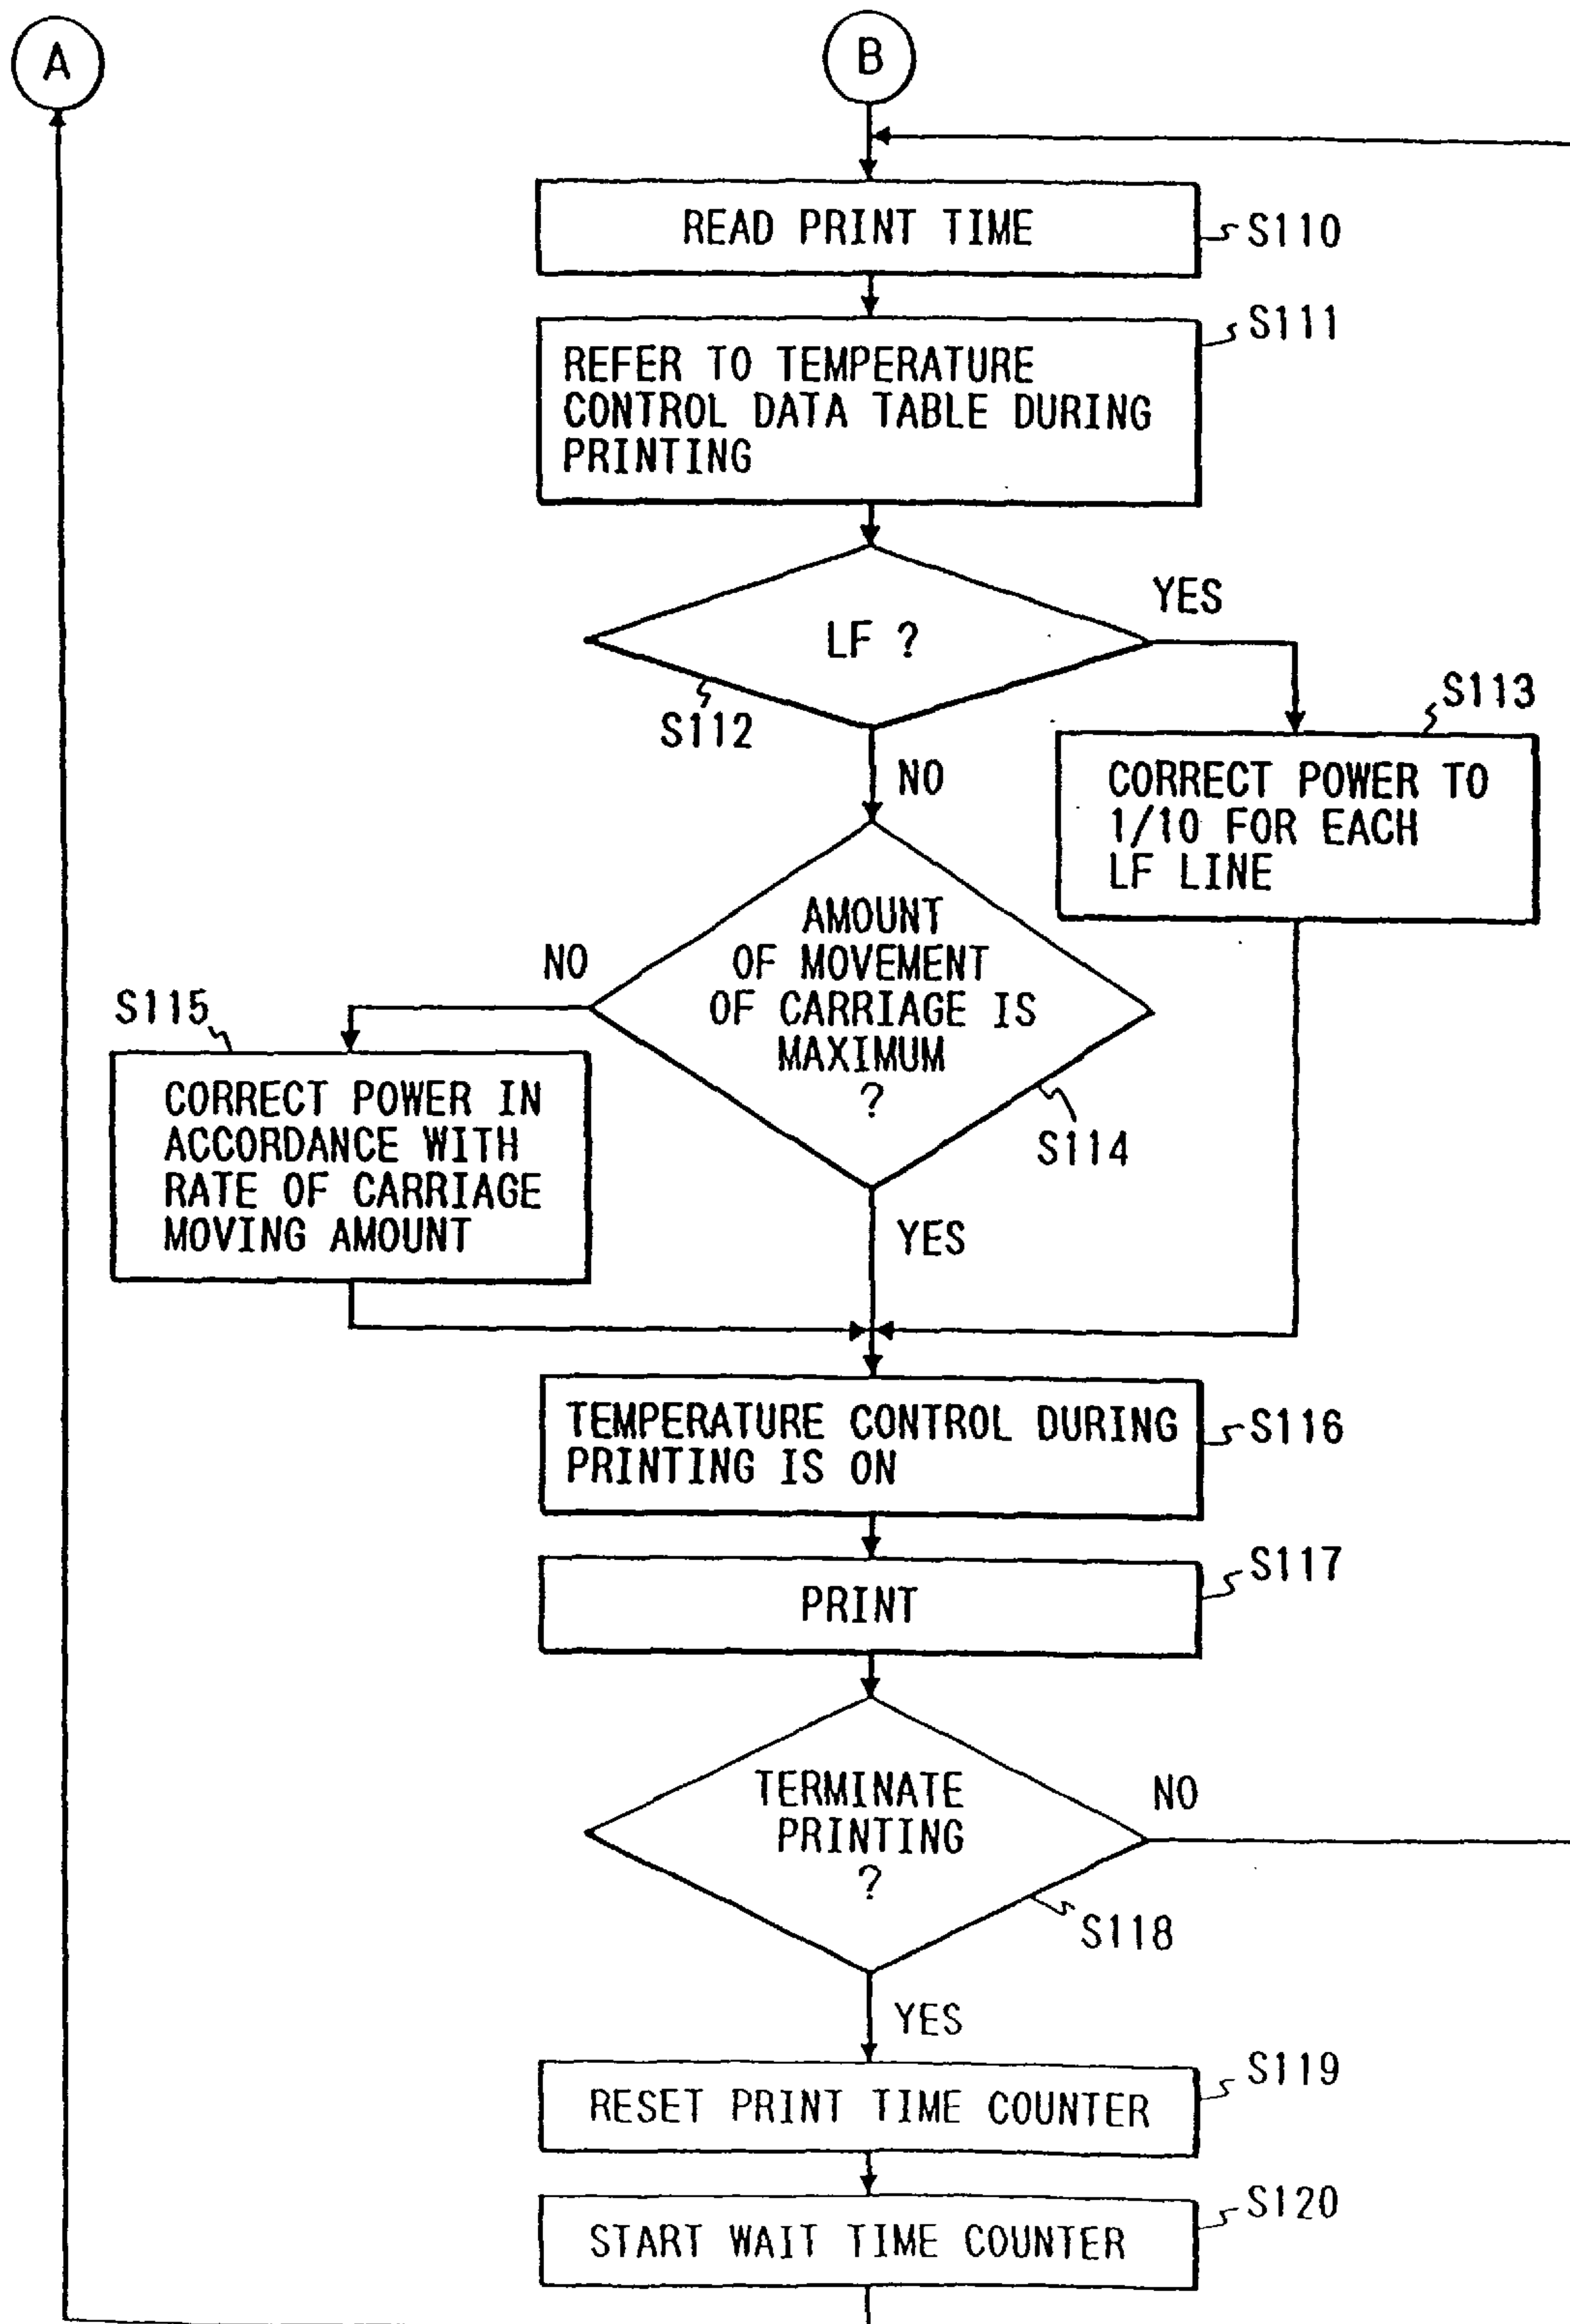 A
B
READ PRINT TIME
S110
S111
REFER TO TEMPERATURE
CONTROL DATA TABLE DURING
PRINTING
LF ?
YES
S112
S113
NO
CORRECT POWER TO
1/10 FOR EACH
LF LINE
AMOUNT
OF MOVEMENT
OF CARRIAGE IS
MAXIMUM
?
NO
S115
S114
CORRECT POWER IN
ACCORDANCE WITH
RATE OF CARRIAGE
MOVING AMOUNT
YES
TEMPERATURE CONTROL DURING
PRINTING IS ON
S116
S117
PRINT
TERMINATE
PRINTING
?
NO
S118
YES
S119
RESET PRINT TIME COUNTER
S120
START WAIT TIME COUNTER